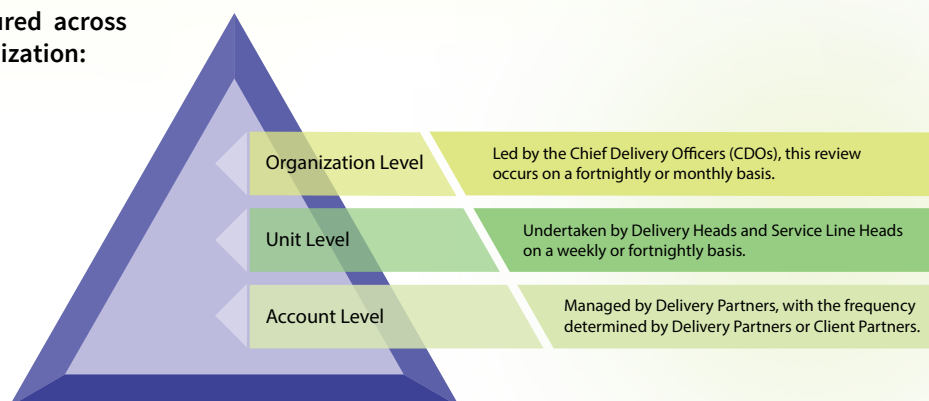 across
Organization Level
Led by the Chief Delivery Officers (CDOs), this review
occurs on a fortnightly or monthly basis.
Unit Level
Undertaken by Delivery Heads and Service Line Heads
on a weekly or fortnightly basis.
Account Level
Managed by Delivery Partners, with the frequency
determined by Delivery Partners or Client Partners.